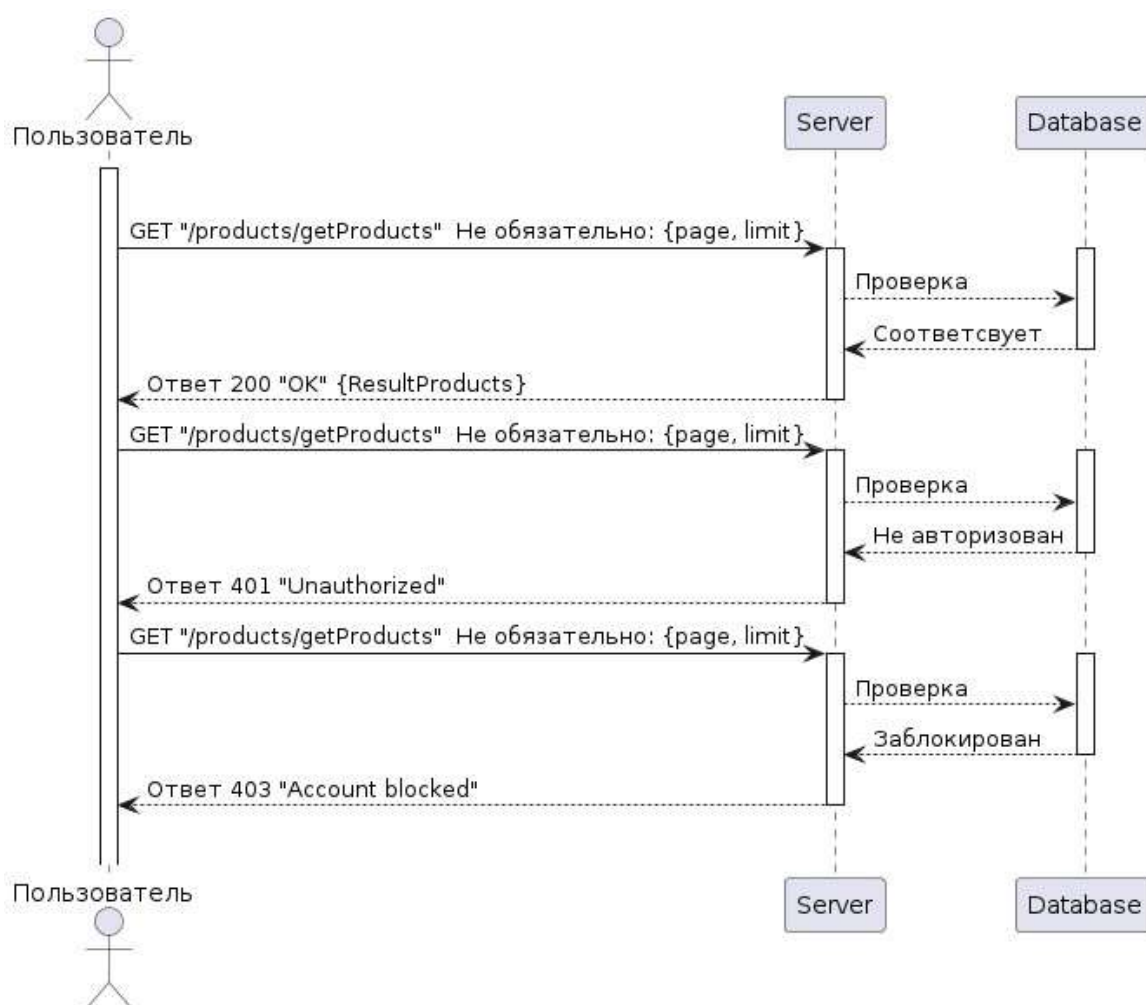 Пользователь
Server
Database
GET "/products/getProducts"  Не обязательно: {page, limit}
Проверка
Соответсвует
Ответ 200 "OK" {ResultProducts}
GET "/products/getProducts"  Не обязательно: {page, limit}
Проверка
Не авторизован
Ответ 401 "Unauthorized"
GET "/products/getProducts"  Не обязательно: {page, limit}
Проверка
Заблокирован
Ответ 403 "Account blocked"
Пользователь
Server
Database